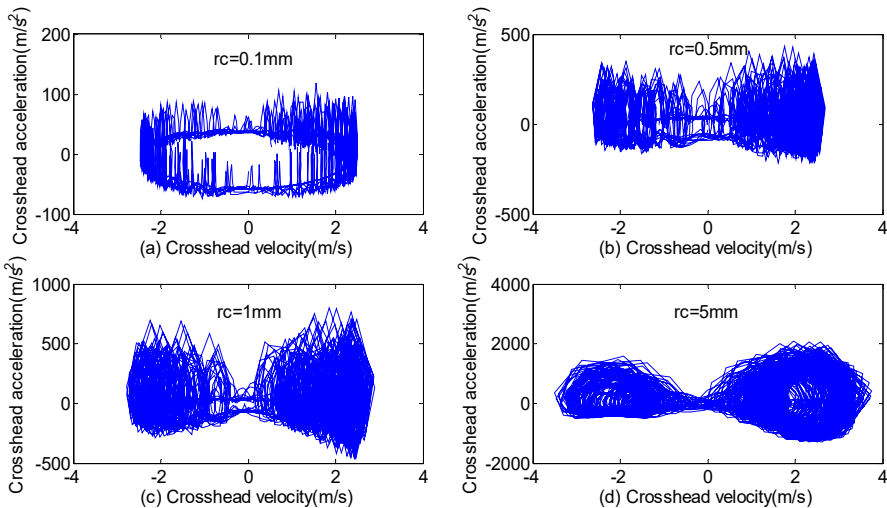 Crosshead acceleration(m/s²)
200
100
0
-100
rc=0.1mm
-4
-2
0
2
4
(a) Crosshead velocity(m/s)
Crosshead acceleration(m/s²)
500
0
-500
rc=0.5mm
-4
-2
0
2
4
(b) Crosshead velocity(m/s)
Crosshead acceleration(m/s²)
1000
500
0
-500
rc=1mm
-4
-2
0
2
4
(c) Crosshead velocity(m/s)
Crosshead acceleration(m/s²)
4000
2000
0
-2000
rc=5mm
-4
-2
0
2
4
(d) Crosshead velocity(m/s)